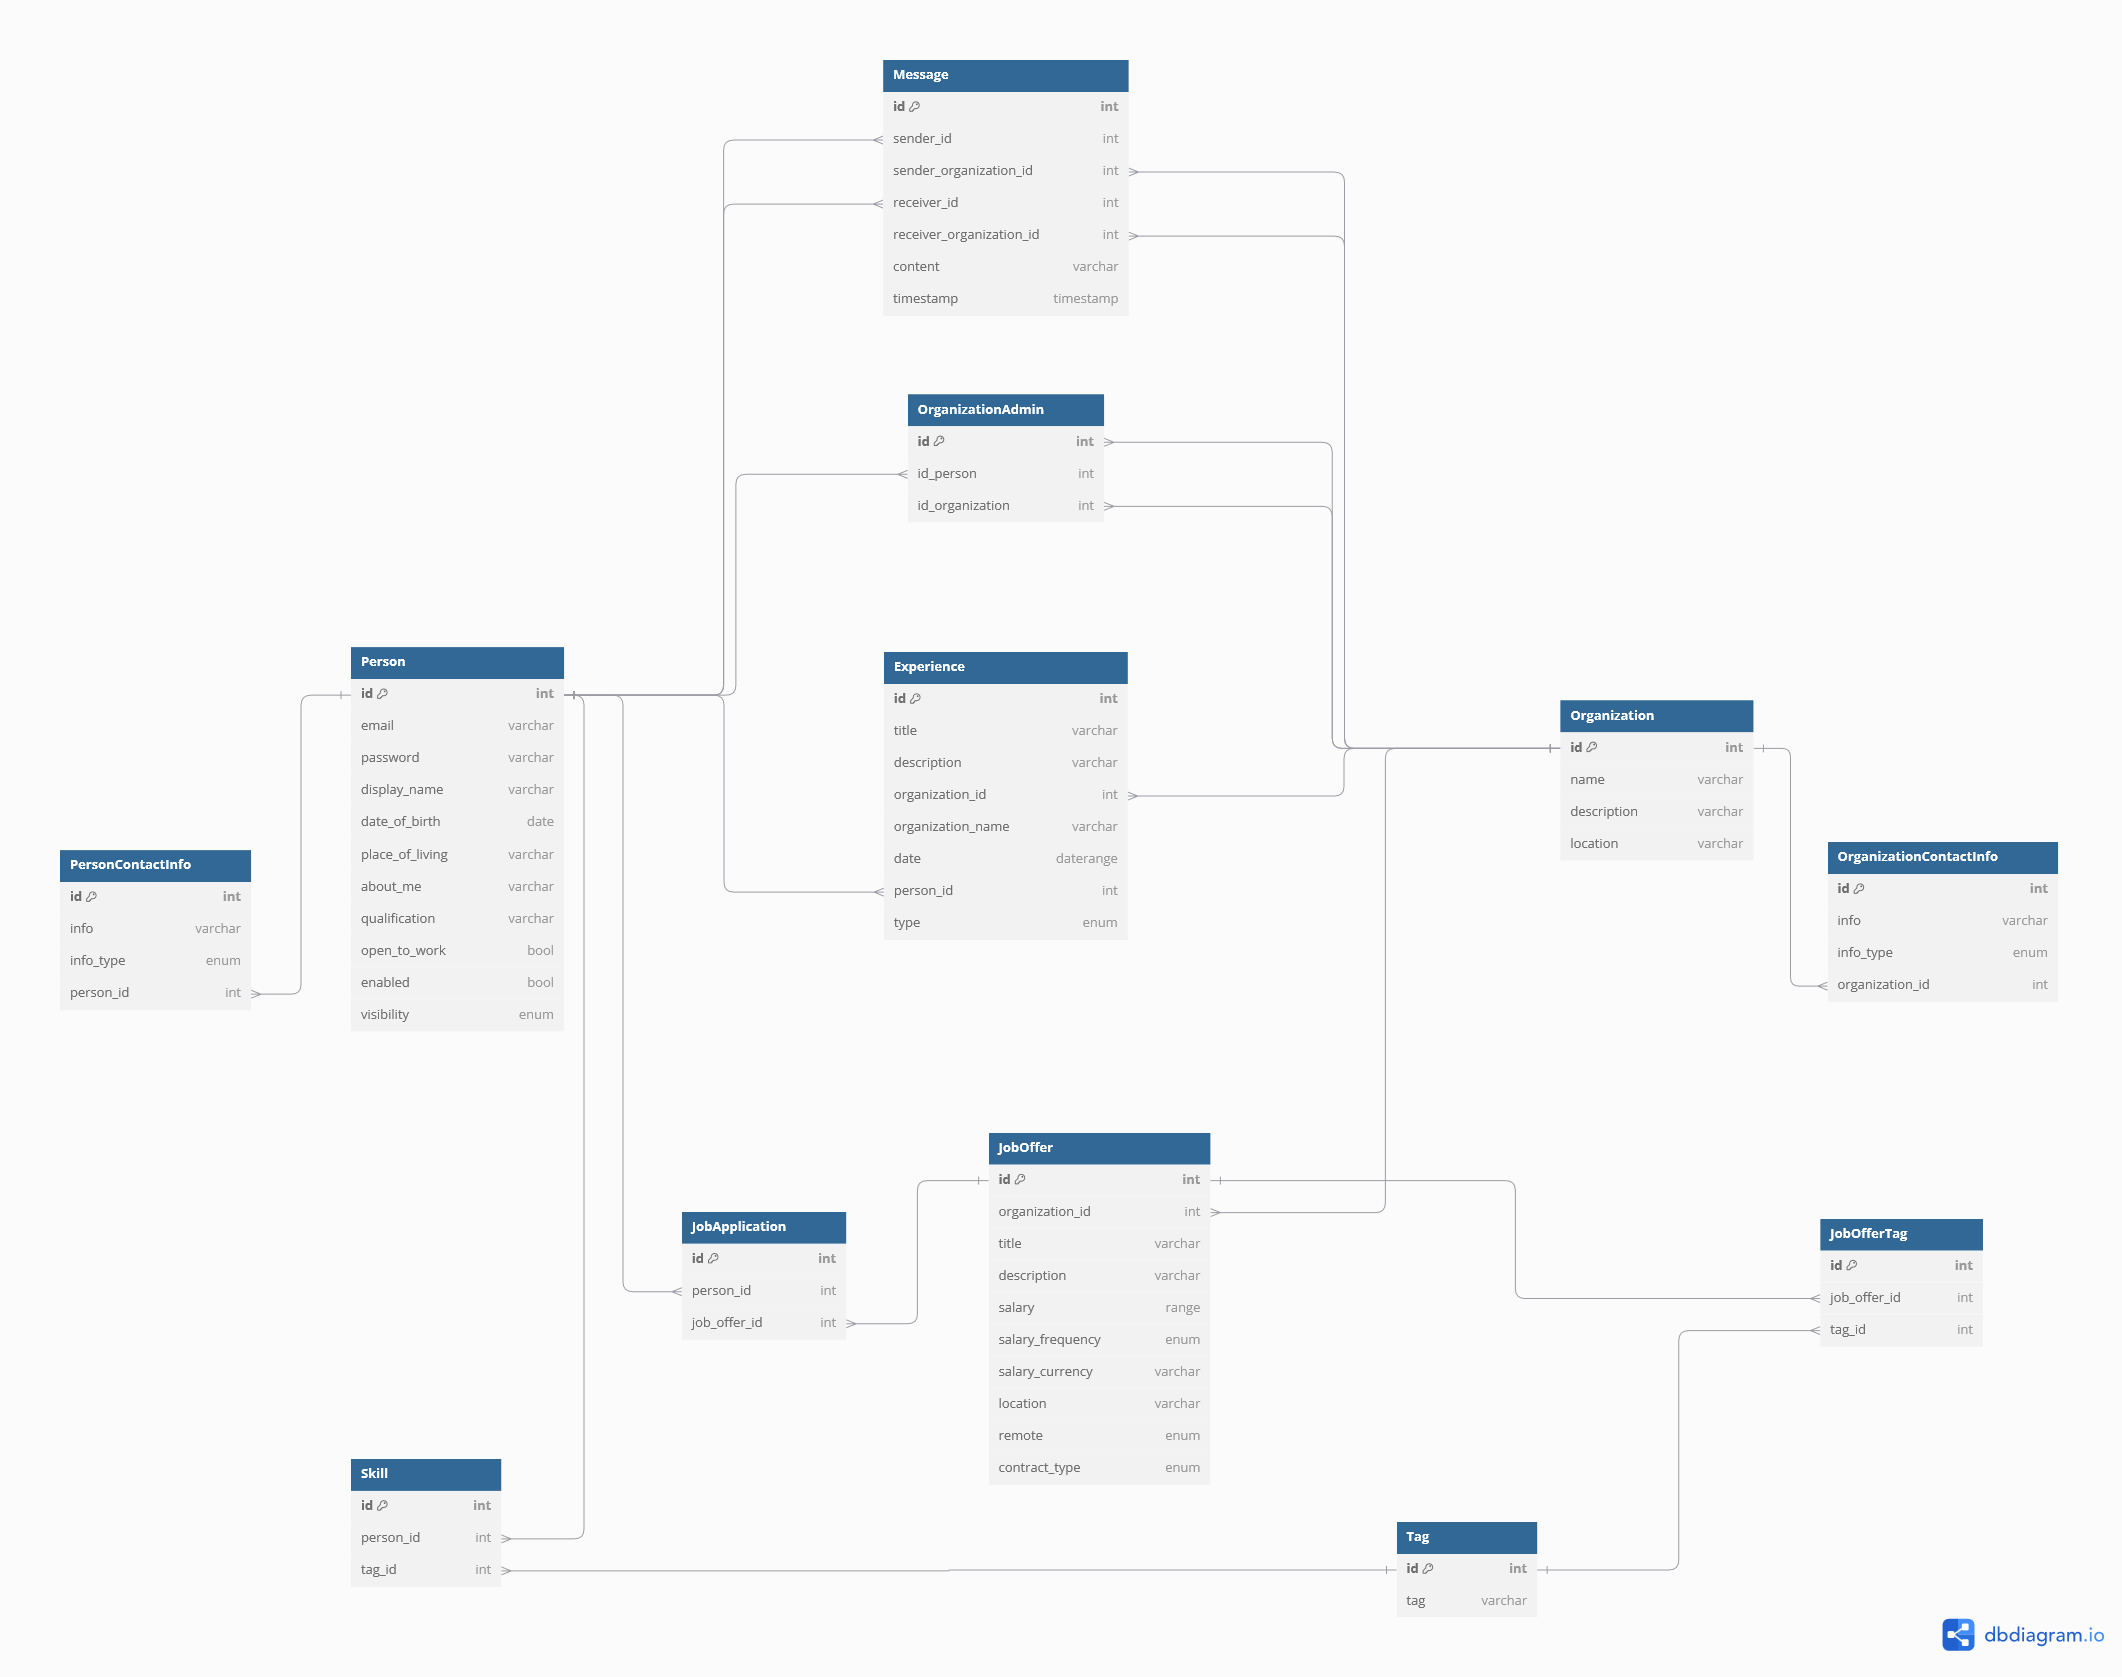 Message
id int
sender_id int
sender_organization_id int
receiver_id int
receiver_organization_id int
content varchar
timestamp timestamp
OrganizationAdmin
id int
id_person int
id_organization int
Person
id int
email varchar
password varchar
display_name varchar
date_of_birth date
place_of_living varchar
about_me varchar
qualification varchar
open_to_work bool
enabled bool
visibility enum
Experience
id int
title varchar
description varchar
organization_id int
organization_name varchar
date daterange
person_id int
type enum
Organization
id int
name varchar
description varchar
location varchar
PersonContactInfo
id int
info varchar
info_type enum
person_id int
OrganizationContactInfo
id int
info varchar
info_type enum
organization_id int
JobOffer
id int
organization_id int
title varchar
description varchar
salary range
salary_frequency enum
salary_currency varchar
location varchar
remote enum
contract_type enum
JobApplication
id int
person_id int
job_offer_id int
JobOfferTag
id int
job_offer_id int
tag_id int
Skill
id int
person_id int
tag_id int
Tag
id int
tag varchar
dbdiagram.io